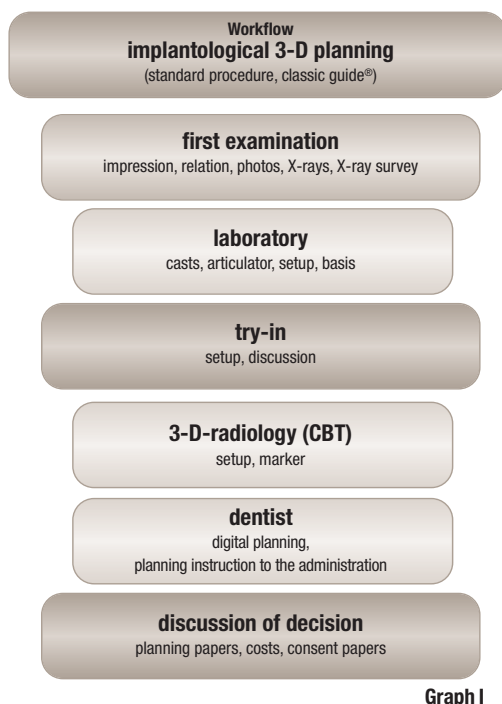 Workflow
implantological 3-D planning
(standard procedure, classic guide®)
first examination
impression, relation, photos, X-rays, X-ray survey
laboratory
casts, articulator, setup, basis
try-in
setup, discussion
3-D-radiology (CBT)
setup, marker
dentist
digital planning,
planning instruction to the administration
discussion of decision
planning papers, costs, consent papers
Graph I